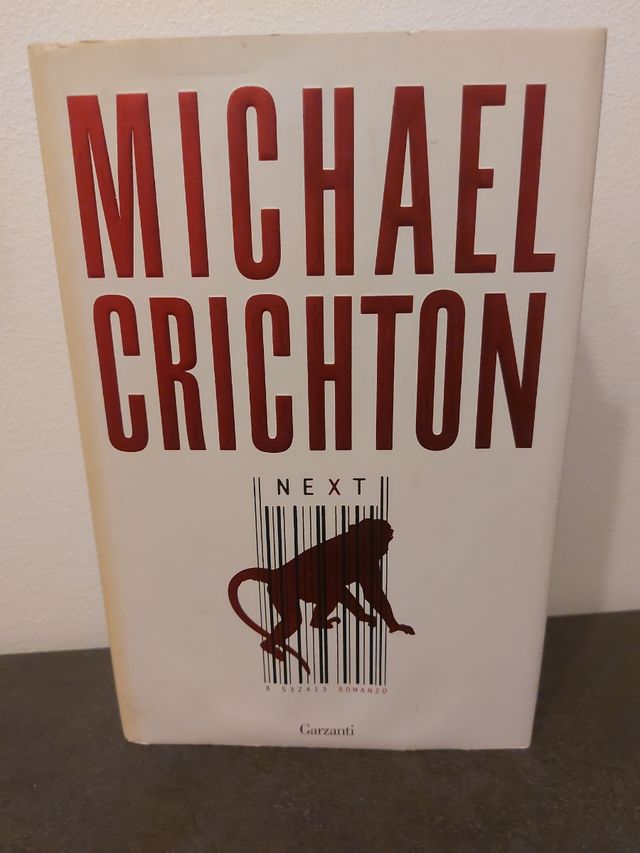 MICHAEL
CRICHTON
NEXT
8 532413 ROMANZO
Garzanti